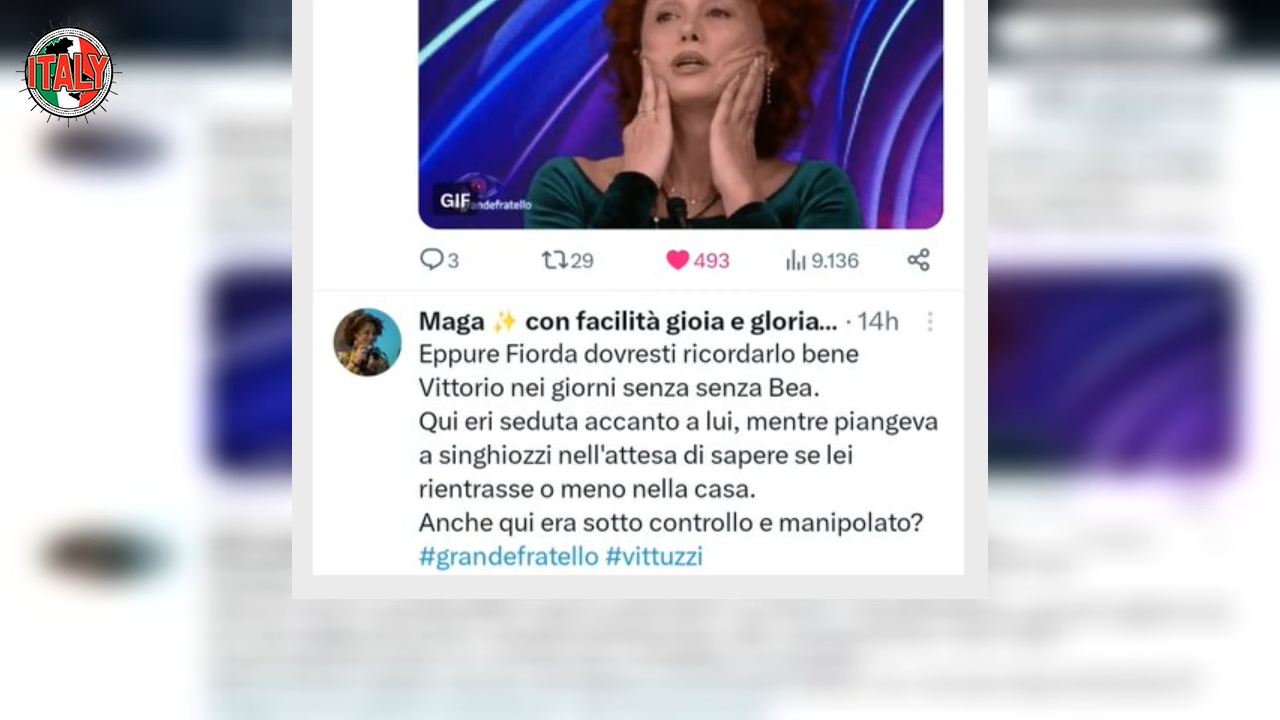 ITALY
GIF
grandefratello
3
29
493
9.136
Maga ✨ con facilità gioia e gloria... · 14h
Eppure Fiorda dovresti ricordarlo bene
Vittorio nei giorni senza senza Bea.
Qui eri seduta accanto a lui, mentre piangeva
a singhiozzi nell'attesa di sapere se lei
rientrasse o meno nella casa.
Anche qui era sotto controllo e manipolato?
#grandefratello #vittuzzi